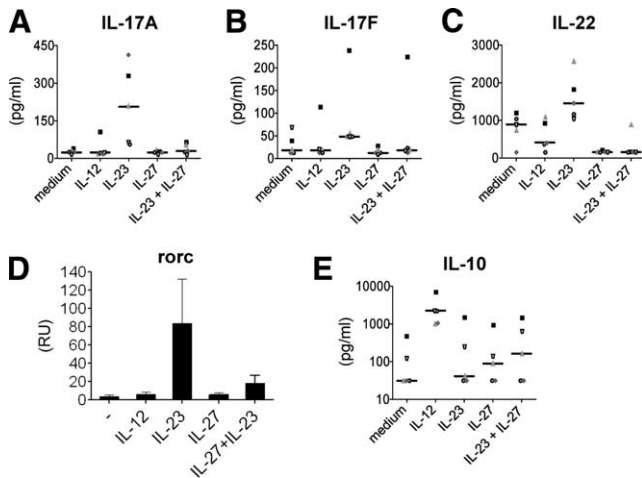 A
IL-17A
(pg/ml)
450
300
150
0
medium
IL-12
IL-23
IL-27
IL-23 + IL-27
B
IL-17F
(pg/ml)
250
200
150
100
50
0
medium
IL-12
IL-23
IL-27
IL-23 + IL-27
C
IL-22
(pg/ml)
3000
2000
1000
0
medium
IL-12
IL-23
IL-27
IL-23 + IL-27
D
rorc
(RU)
140
120
100
80
60
40
20
0
-
IL-12
IL-23
IL-27
IL-27+IL-23
E
IL-10
(pg/ml)
10000
1000
100
10
medium
IL-12
IL-23
IL-27
IL-23 + IL-27